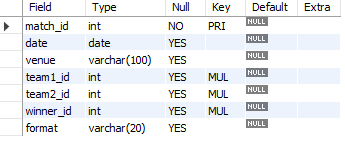 Field Type Null Key Default Extra
match_id int NO PRI NULL
date date YES NULL
venue varchar(100) YES NULL
team1_id int YES MUL NULL
team2_id int YES MUL NULL
winner_id int YES MUL NULL
format varchar(20) YES NULL